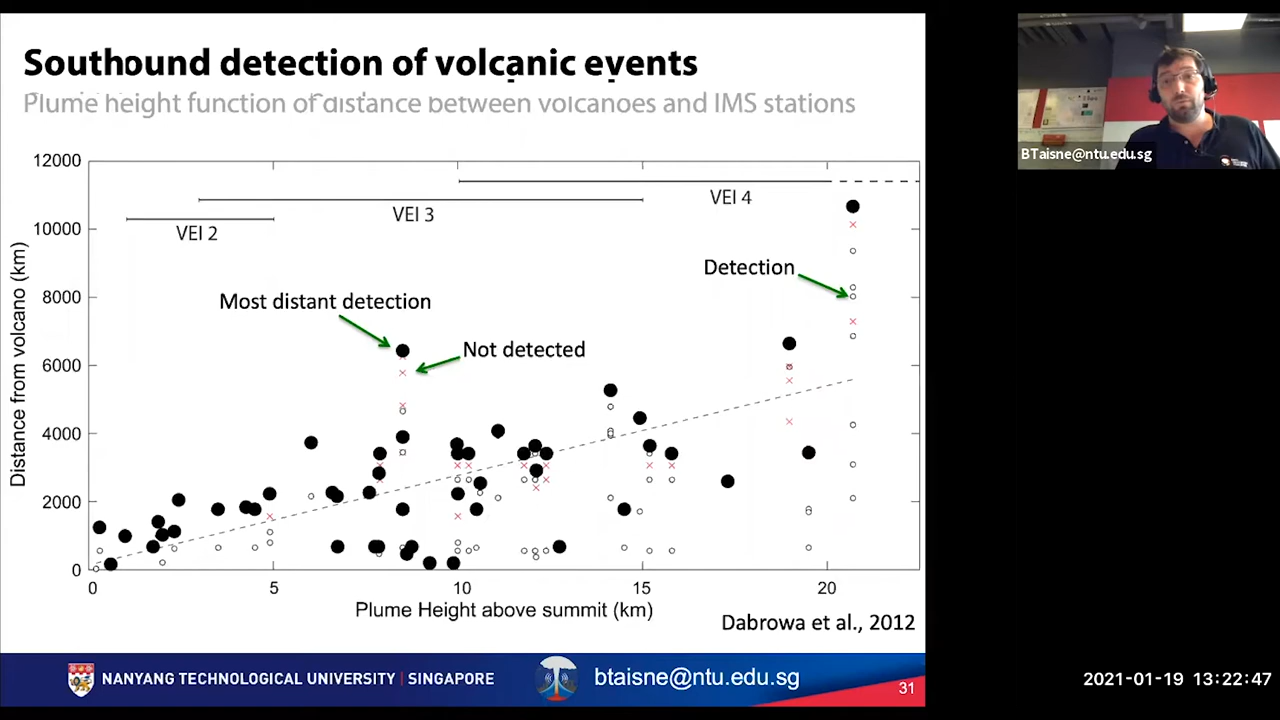 Southound detection of volcanic events
Plume height function of distance between volcanoes and IMS stations
BTaisne@ntu.edu.sg
12000
10000
8000
6000
4000
2000
0
Distance from volcano (km)
VEI 2
VEI 3
VEI 4
Detection
Most distant detection
Not detected
0 5 10 15 20
Plume Height above summit (km)
Dabrowa et al., 2012
NANYANG TECHNOLOGICAL UNIVERSITY | SINGAPORE
btaisne@ntu.edu.sg
31
2021-01-19 13:22:47